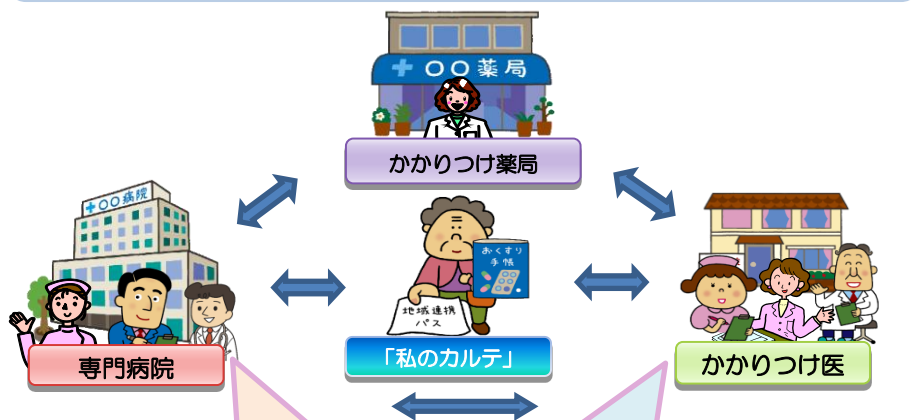 〇〇薬局
かかりつけ薬局
〇〇病院
おくすり
手帳
地域連携
パス
専門病院
「私のカルテ」
かかりつけ医